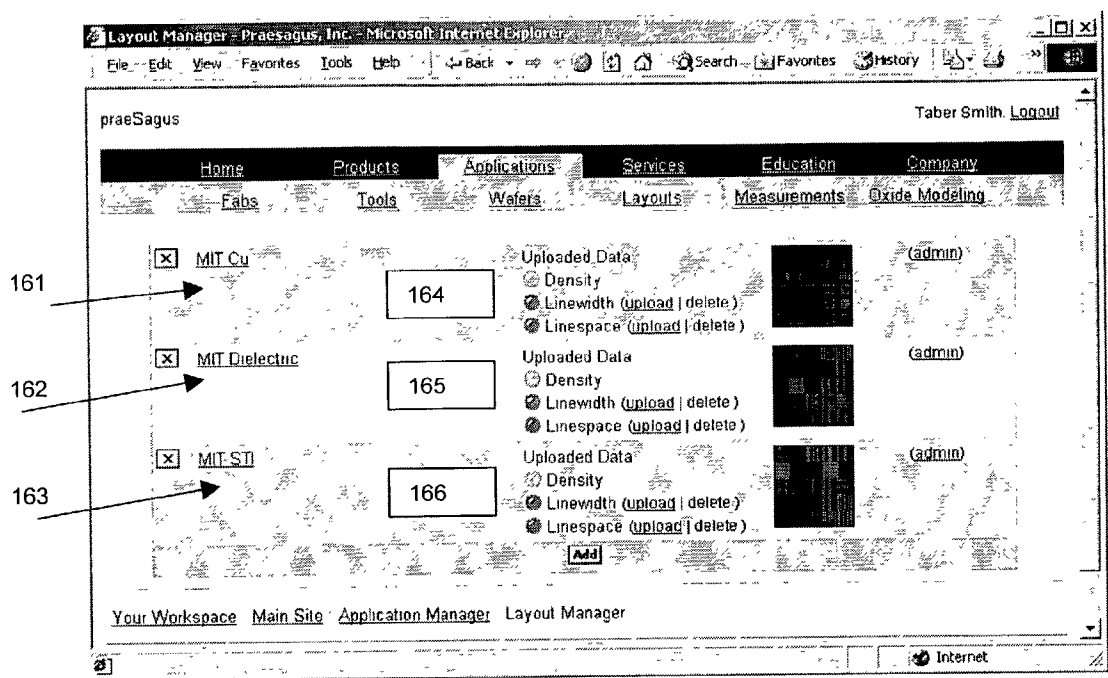 Layout Manager - Praesagus, Inc. - Microsoft Internet Explorer
File Edit View Favorites Tools Help Back Search Favorites History »
praeSagus Taber Smith. Logout
Home Products Applications Services Education Company
Fabs Tools Wafers Layouts Measurements Oxide Modeling
161
MIT Cu
164
Uploaded Data
Density
Linewidth (upload | delete)
Linespace (upload | delete)
(admin)
162
MIT Dielectric
165
Uploaded Data
Density
Linewidth (upload | delete)
Linespace (upload | delete)
(admin)
163
MIT STI
166
Uploaded Data
Density
Linewidth (upload | delete)
Linespace (upload | delete)
(admin)
Add
Your Workspace Main Site Application Manager Layout Manager
Internet